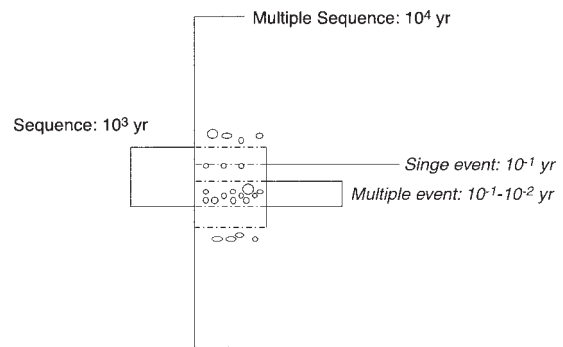 Multiple Sequence: 10⁴ yr
Sequence: 10³ yr
Singe event: 10⁻¹ yr
Multiple event: 10⁻¹-10⁻² yr